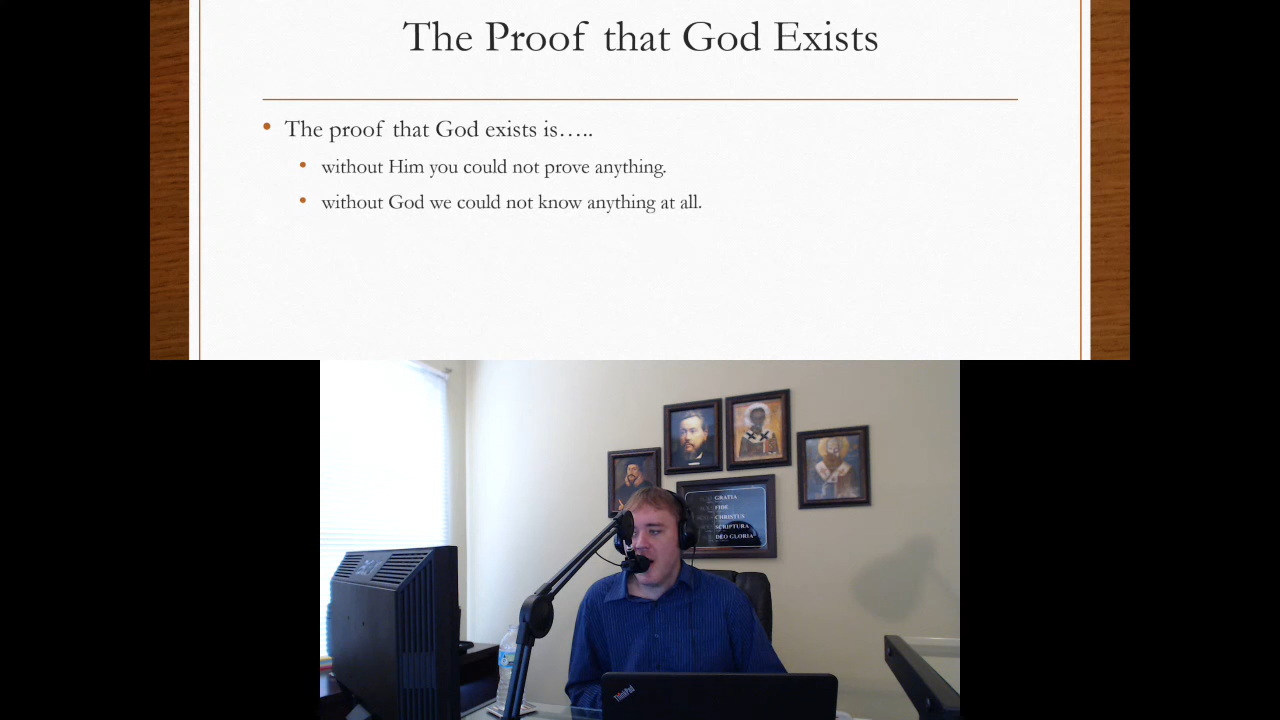 The Proof that God Exists
• The proof that God exists is…..
• without Him you could not prove anything.
• without God we could not know anything at all.
GRATIA
FIDE
CHRISTUS
SCRIPTURA
DEO GLORIA
ThinkPad